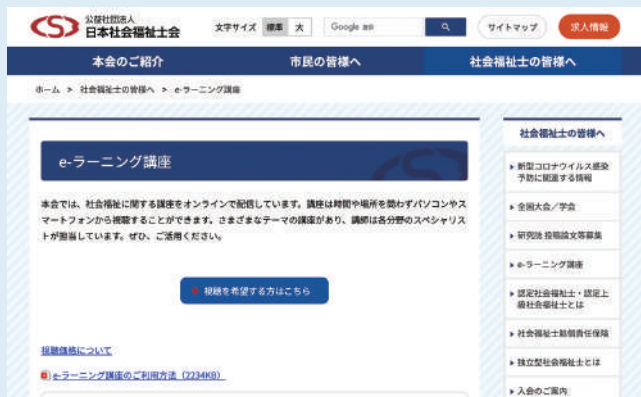 公益社団法人
日本社会福祉士会
文字サイズ 標準 大
Google
サイトマップ
求人情報
本会のご紹介
市民の皆様へ
社会福祉士の皆様へ
ホーム > 社会福祉士の皆様へ > e-ラーニング講座
e-ラーニング講座
本会では、社会福祉に関する講座をオンラインで配信しています。講座は時間や場所を問わずパソコンやス
マートフォンから視聴することができます。さまざまなテーマの講座があり、講師は各分野のスペシャリス
トが担当しています。ぜひ、ご活用ください。
視聴を希望する方はこちら
視聴価格について
e-ラーニング講座のご利用方法（2234KB）
社会福祉士の皆様へ
新型コロナウイルス感染
予防に関連する情報
全国大会／学会
研究誌 投稿論文等募集
e-ラーニング講座
認定社会福祉士・認定上
級社会福祉士とは
社会福祉士賠償責任保険
独立型社会福祉士とは
入会のご案内